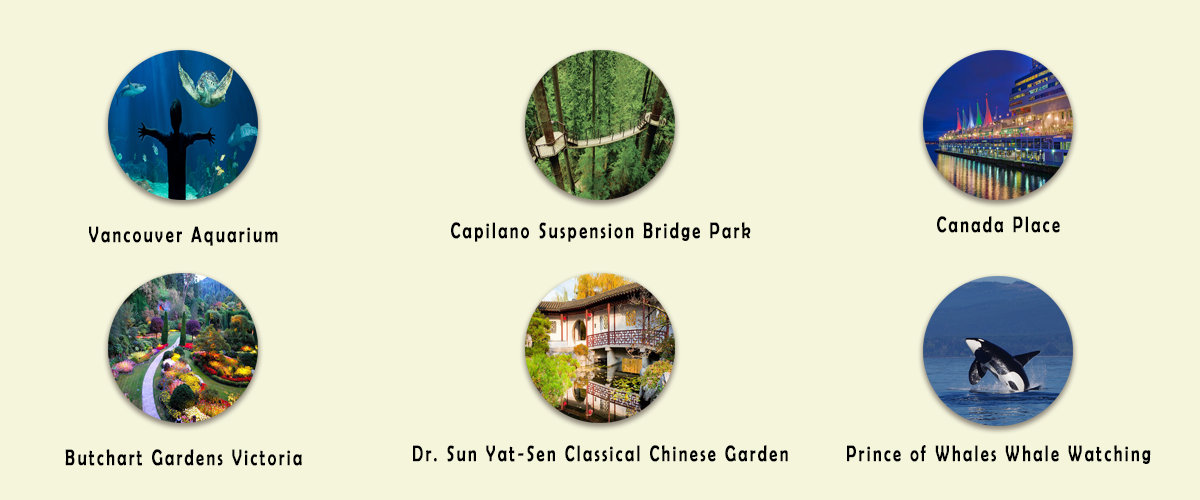 Vancouver Aquarium
Capilano Suspension Bridge Park
Canada Place
Butchart Gardens Victoria
Dr. Sun Yat-Sen Classical Chinese Garden
Prince of Whales Whale Watching